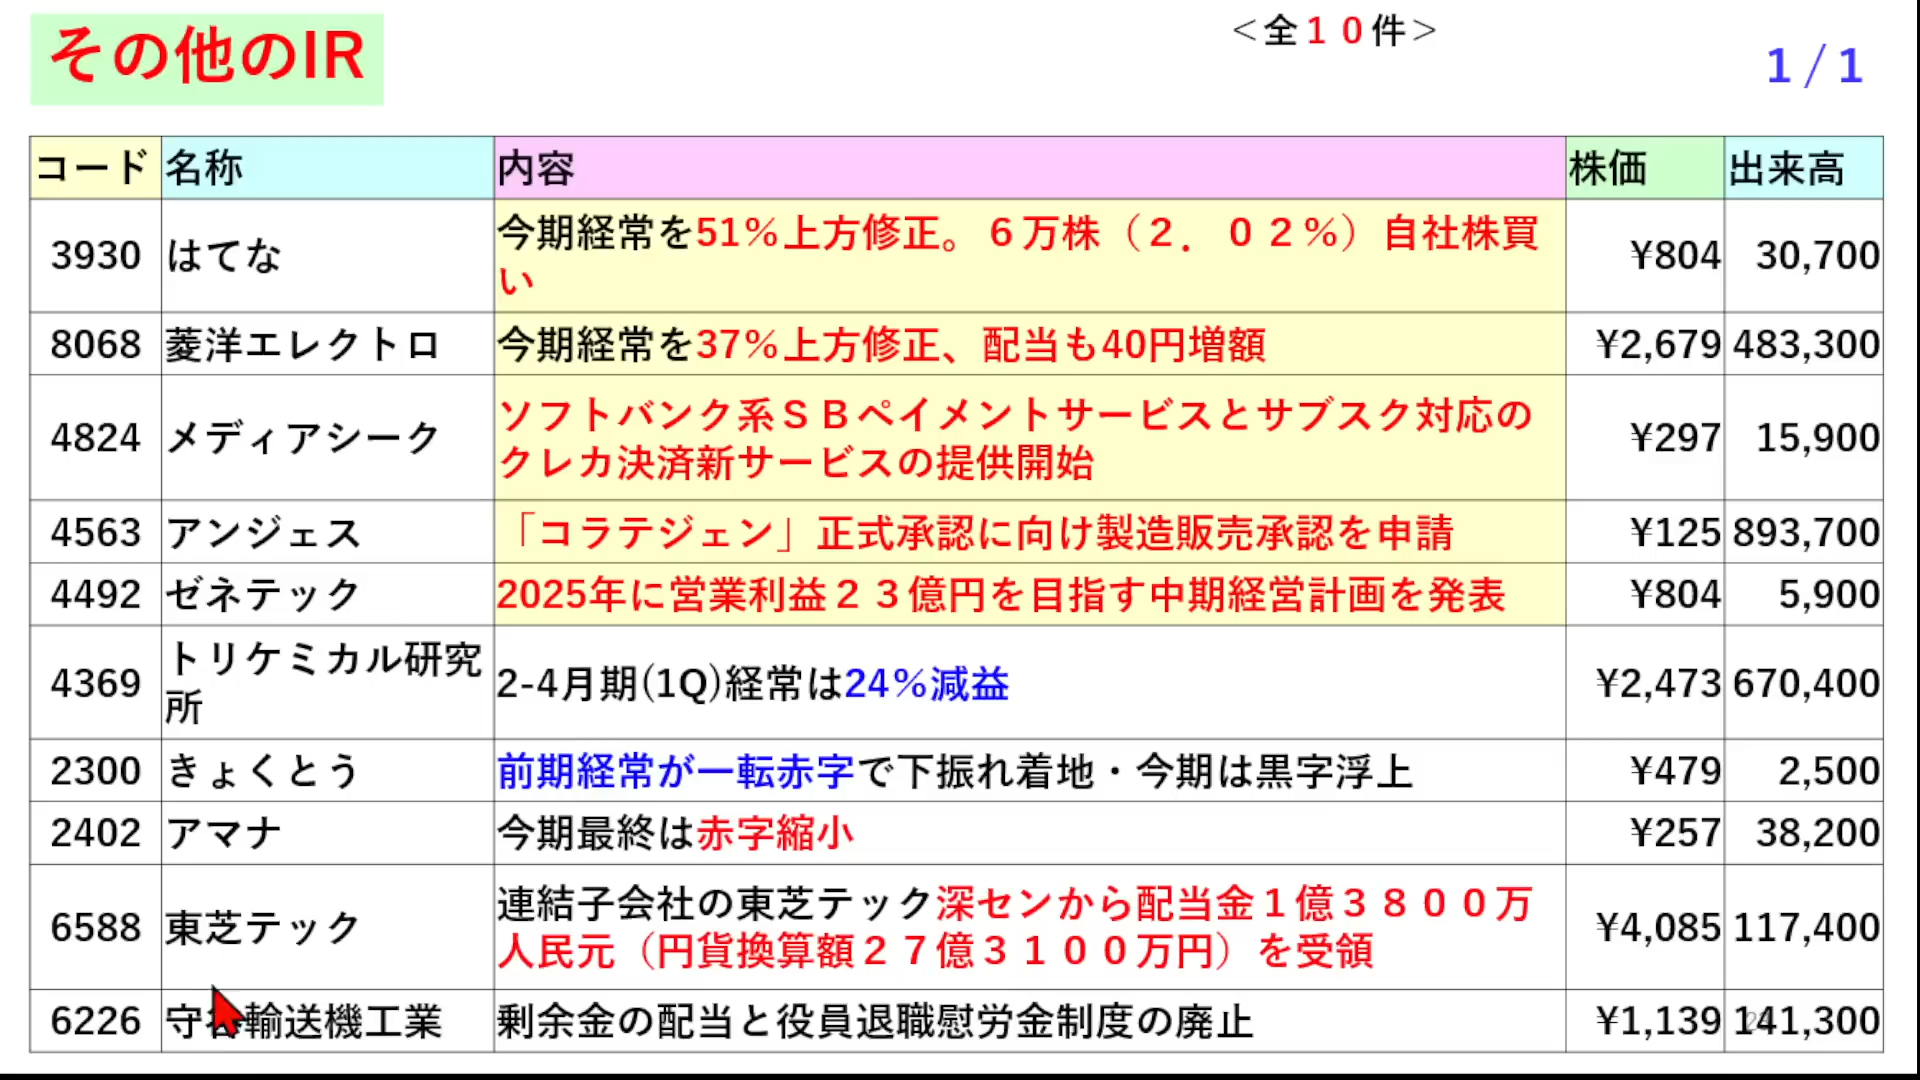 その他のIR
＜全１０件＞
1/1
コード 名称 内容 株価 出来高
3930 はてな 今期経常を51%上方修正。６万株（２．０２%）自社株買
い ¥804 30,700
8068 菱洋エレクトロ 今期経常を37%上方修正、配当も40円増額 ¥2,679 483,300
4824 メディアシーク ソフトバンク系ＳＢペイメントサービスとサブスク対応の
クレカ決済新サービスの提供開始 ¥297 15,900
4563 アンジェス 「コラテジェン」正式承認に向け製造販売承認を申請 ¥125 893,700
4492 ゼネテック 2025年に営業利益２３億円を目指す中期経営計画を発表 ¥804 5,900
4369 トリケミカル研究
所 2-4月期(1Q)経常は24%減益 ¥2,473 670,400
2300 きょくとう 前期経常が一転赤字で下振れ着地・今期は黒字浮上 ¥479 2,500
2402 アマナ 今期最終は赤字縮小 ¥257 38,200
6588 東芝テック 連結子会社の東芝テック深センから配当金１億３８００万
人民元（円貨換算額２７億３１００万円）を受領 ¥4,085 117,400
6226 守谷輸送機工業 剰余金の配当と役員退職慰労金制度の廃止 ¥1,139 141,300